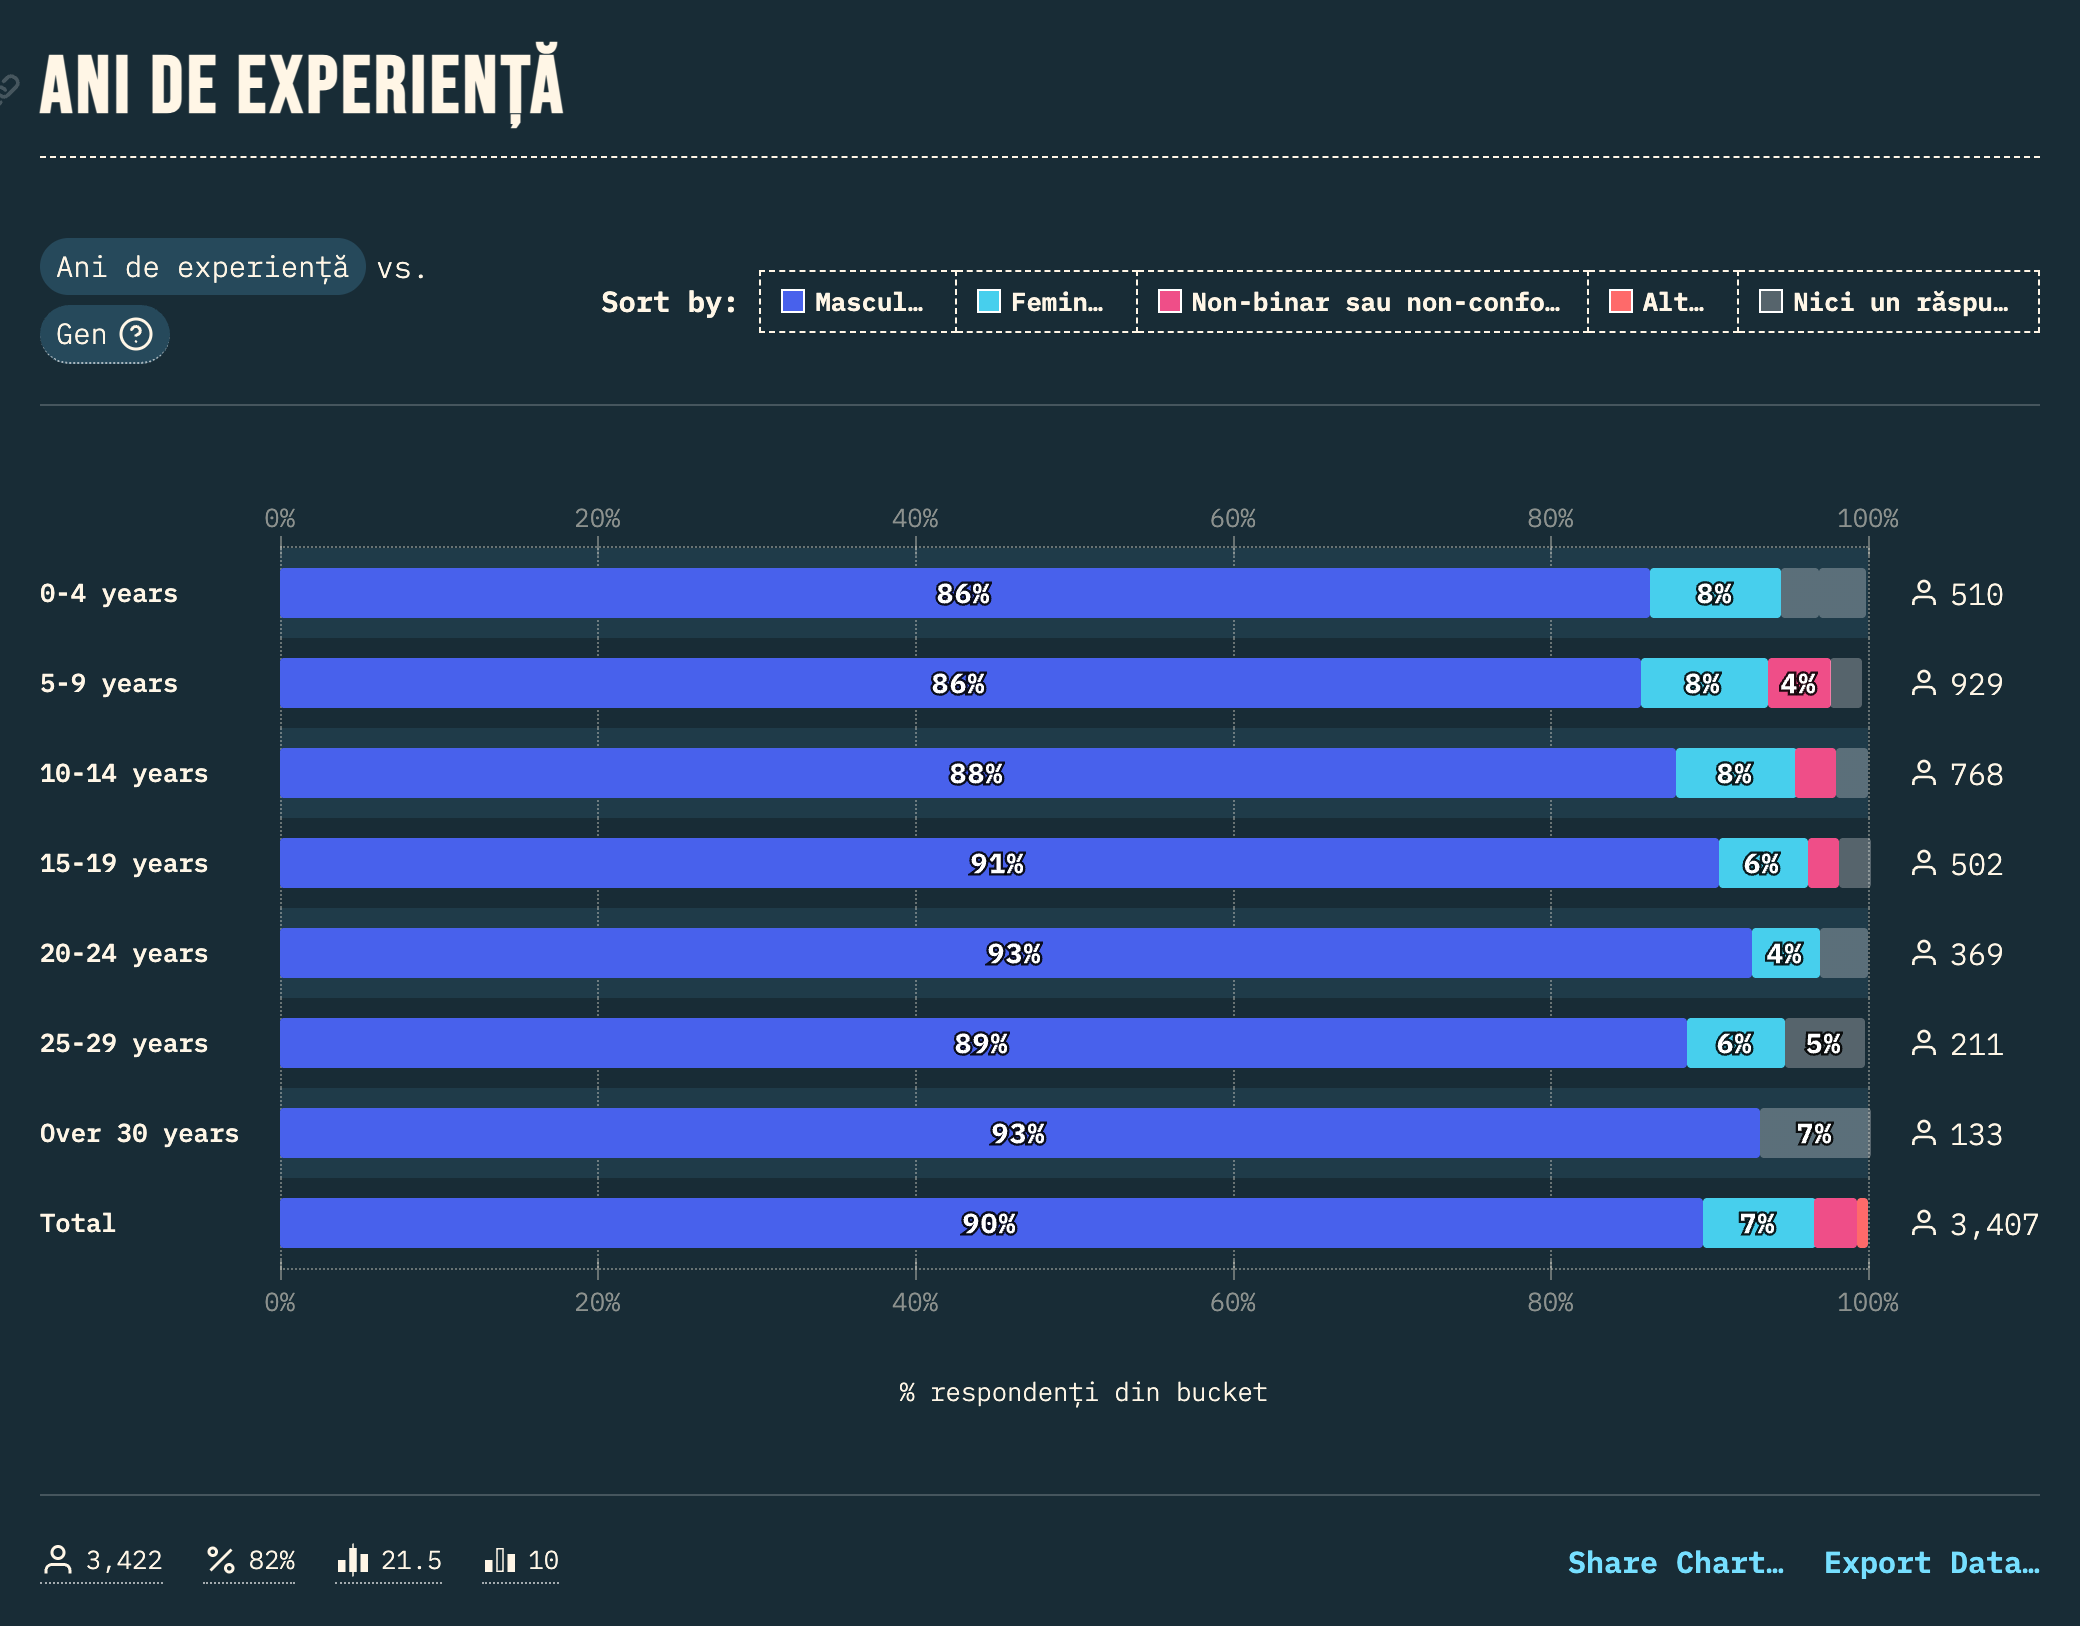 ANI DE EXPERIENȚĂ
Ani de experiență vs.
Gen
Sort by: Mascul… Femin… Non-binar sau non-confo… Alt… Nici un răspu…
0% 20% 40% 60% 80% 100%
0-4 years 86% 8% 510
5-9 years 86% 8% 4% 929
10-14 years 88% 8% 768
15-19 years 91% 6% 502
20-24 years 93% 4% 369
25-29 years 89% 6% 5% 211
Over 30 years 93% 7% 133
Total 90% 7% 3,407
0% 20% 40% 60% 80% 100%
% respondenți din bucket
3,422 82% 21.5 10 Share Chart… Export Data…